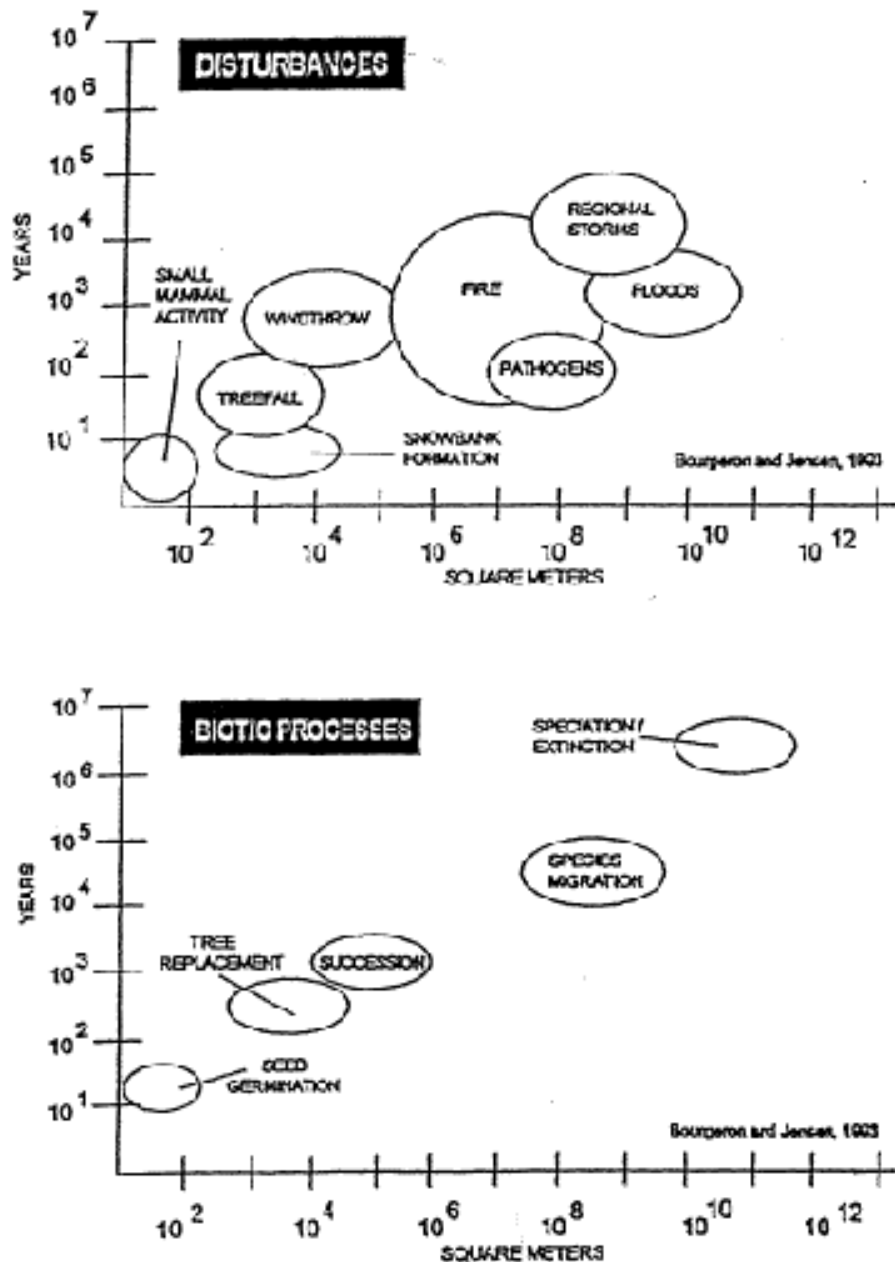 DISTURBANCES
10^7
10^6
10^5
10^4
10^3
10^2
10^1
YEARS
SMALL
MAMMAL
ACTIVITY
WINDTHROW
TREEFALL
FIRE
REGIONAL
STORMS
FLOODS
PATHOGENS
SNOWBANK
FORMATION
Bourgeron and Jensen, 1993
10^2 10^4 10^6 10^8 10^10 10^12
SQUARE METERS
BIOTIC PROCESSES
10^7
10^6
10^5
10^4
10^3
10^2
10^1
YEARS
SPECIATION/
EXTINCTION
SPECIES
MIGRATION
TREE
REPLACEMENT
SUCCESSION
SEED
GERMINATION
Bourgeron and Jensen, 1993
10^2 10^4 10^6 10^8 10^10 10^12
SQUARE METERS